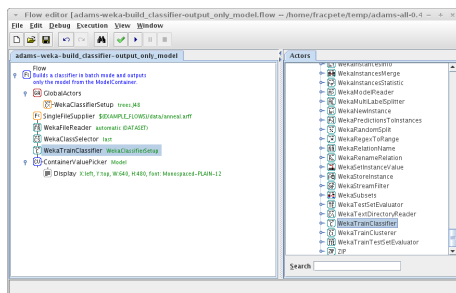 Flow editor [adams-weka-build_classifier-output_only_model.flow -- /home/fracpete/temp/adams-all-0.4
File Edit Debug Execution View Window
adams-weka-build_classifier-output_only_model
Flow
Builds a classifier in batch mode and outputs
only the model from the ModelContainer.
GlobalActors
WekaClassifierSetup trees.J48
SingleFileSupplier ${EXAMPLE_FLOWS}/data/anneal.arff
WekaFileReader automatic (DATASET)
WekaClassSelector last
WekaTrainClassifier WekaClassifierSetup
ContainerValuePicker Model
Display X:left, Y:top, W:640, H:480, font: Monospaced-PLAIN-12
Actors
WekaInstancesInfo
WekaInstancesMerge
WekaInstancesStatistic
WekaModelReader
WekaMultiLabelSplitter
WekaNewInstance
WekaPredictionsToInstances
WekaRandomSplit
WekaRegexToRange
WekaRelationName
WekaRenameRelation
WekaSetInstanceValue
WekaStoreInstance
WekaStreamFilter
WekaSubsets
WekaTestSetEvaluator
WekaTextDirectoryReader
WekaTrainClassifier
WekaTrainClusterer
WekaTrainTestSetEvaluator
ZIP
Search